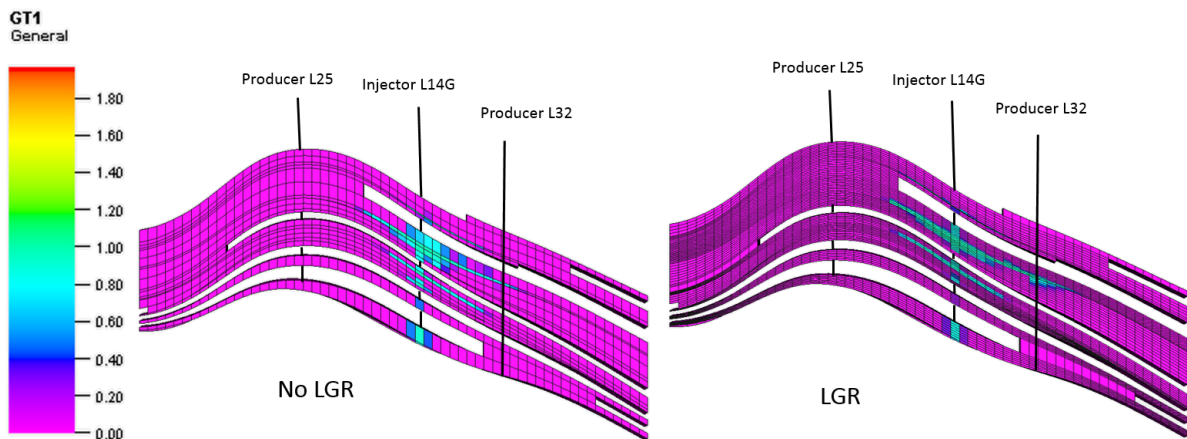 GT1
General
1.80
1.60
1.40
1.20
1.00
0.80
0.60
0.40
0.20
0.00
Producer L25
Injector L14G
Producer L32
No LGR
Producer L25
Injector L14G
Producer L32
LGR